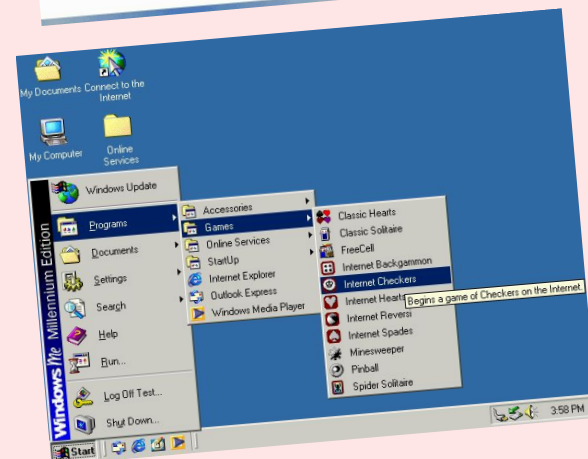 My Documents
Connect to the
Internet
My Computer
Online
Services
Windows Me Millennium Edition
Windows Update
Programs
Documents
Settings
Search
Help
Run...
Log Off Test...
Shut Down...
Accessories
Games
Online Services
StartUp
Internet Explorer
Outlook Express
Windows Media Player
Classic Hearts
Classic Solitaire
FreeCell
Internet Backgammon
Internet Checkers
Internet Hearts
Begins a game of Checkers on the Internet.
Internet Reversi
Internet Spades
Minesweeper
Pinball
Spider Solitaire
Start
3:58 PM